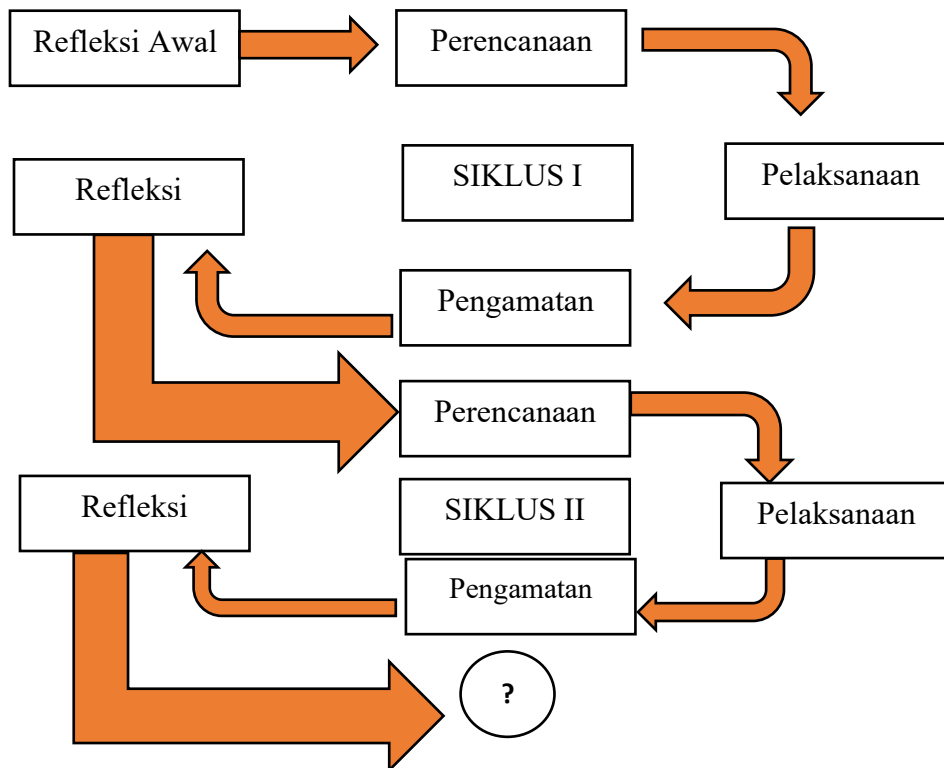 Refleksi Awal
Perencanaan
Refleksi
SIKLUS I
Pelaksanaan
Pengamatan
Perencanaan
Refleksi
SIKLUS II
Pelaksanaan
Pengamatan
?